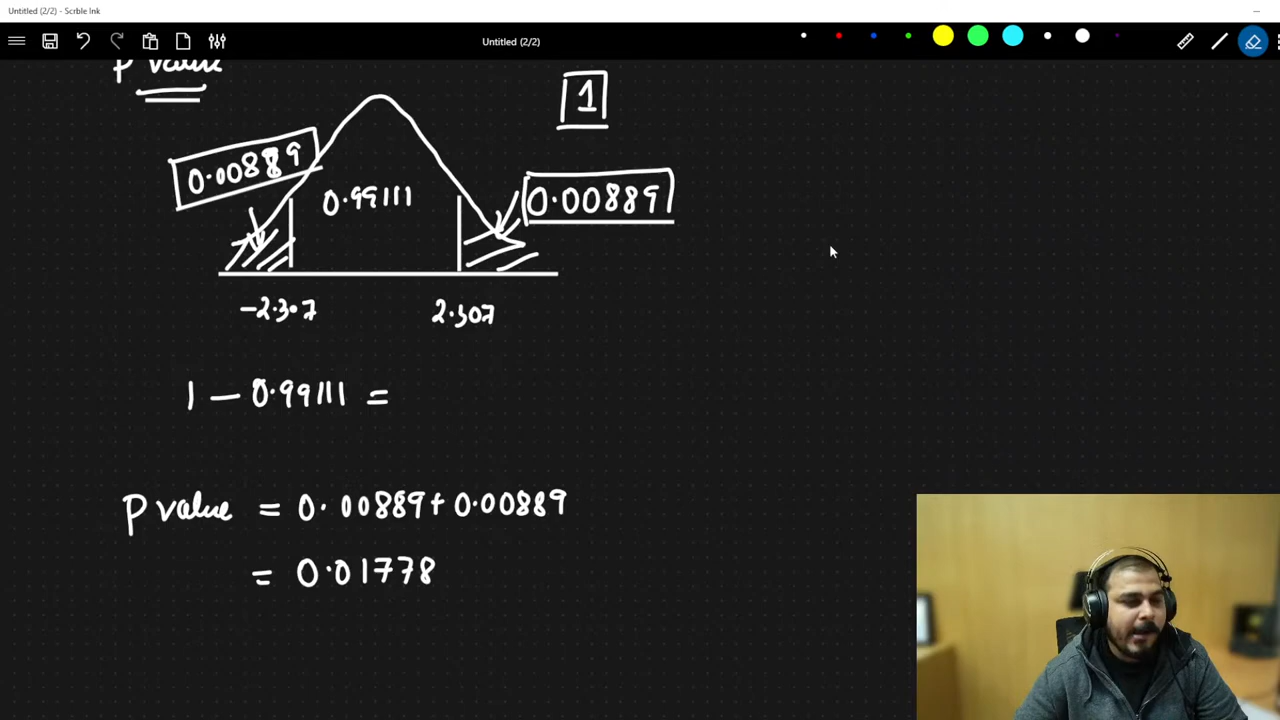 Untitled (2/2) - Scrble Ink
Untitled (2/2)
P value
1
0.00889
0.99111
0.00889
-2.307
2.307
1 - 0.99111 =
P value = 0.00889 + 0.00889
= 0.01778